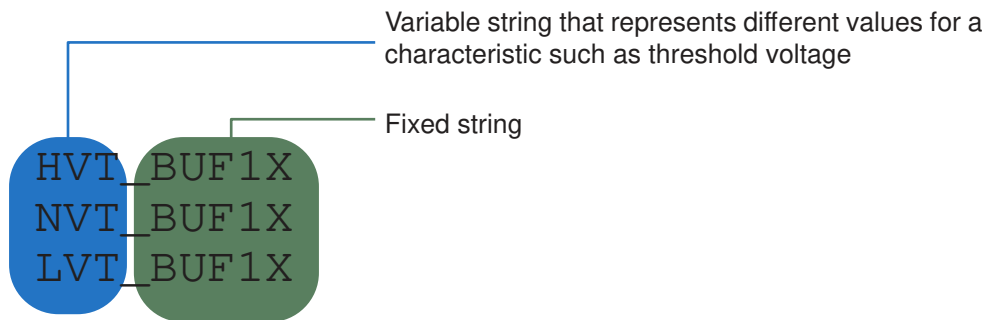 Variable string that represents different values for a
characteristic such as threshold voltage
Fixed string
HVT_BUF1X
NVT_BUF1X
LVT_BUF1X